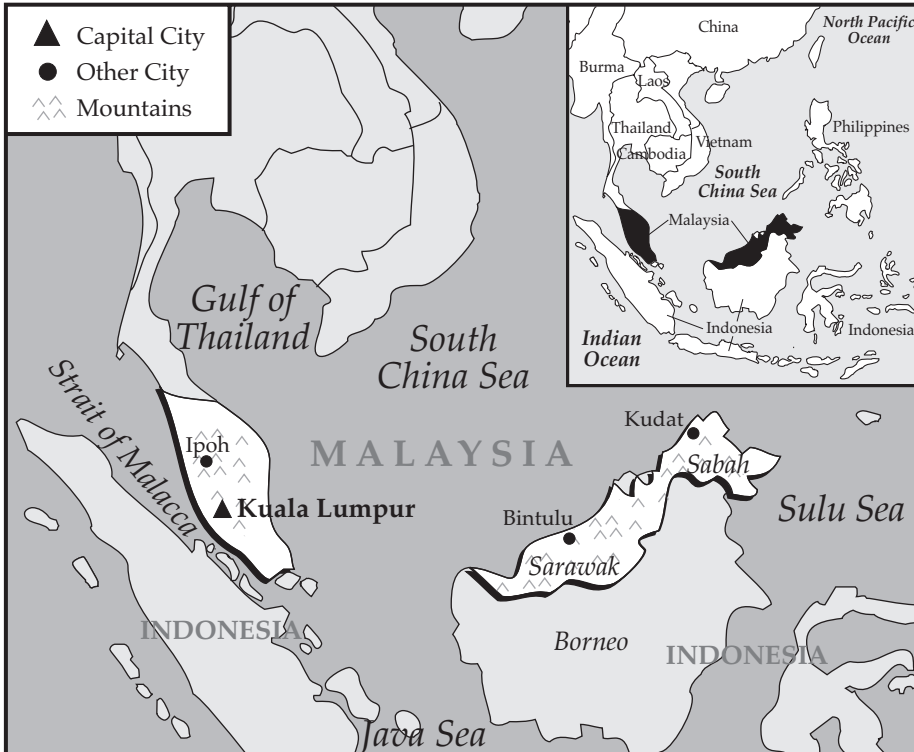 Capital City
Other City
Mountains
Gulf of
Thailand
South
China Sea
Strait of Malacca
MALAYSIA
Ipoh
Kuala Lumpur
Kudat
Sabah
Bintulu
Sarawak
Sulu Sea
INDONESIA
Borneo
INDONESIA
Java Sea
China
North Pacific
Ocean
Burma
Laos
Thailand
Vietnam
Cambodia
Philippines
South
China Sea
Malaysia
Indonesia
Indonesia
Indian
Ocean